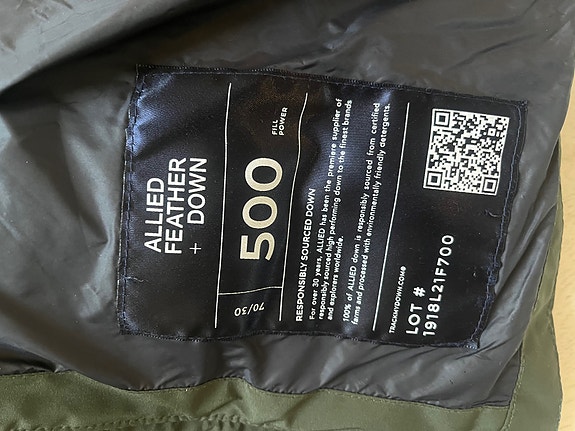 ALLIED
FEATHER
+ DOWN
70/30
500
FILL
POWER
RESPONSIBLY SOURCED DOWN
For over 30 years, ALLIED has been the premiere supplier of
responsibly sourced high performing down to the finest brands
and explorers worldwide.
100% of ALLIED down is responsibly sourced from certified
farms and processed with environmentally friendly detergents.
TRACKMYDOWN.COM®
LOT #
1918L21F700